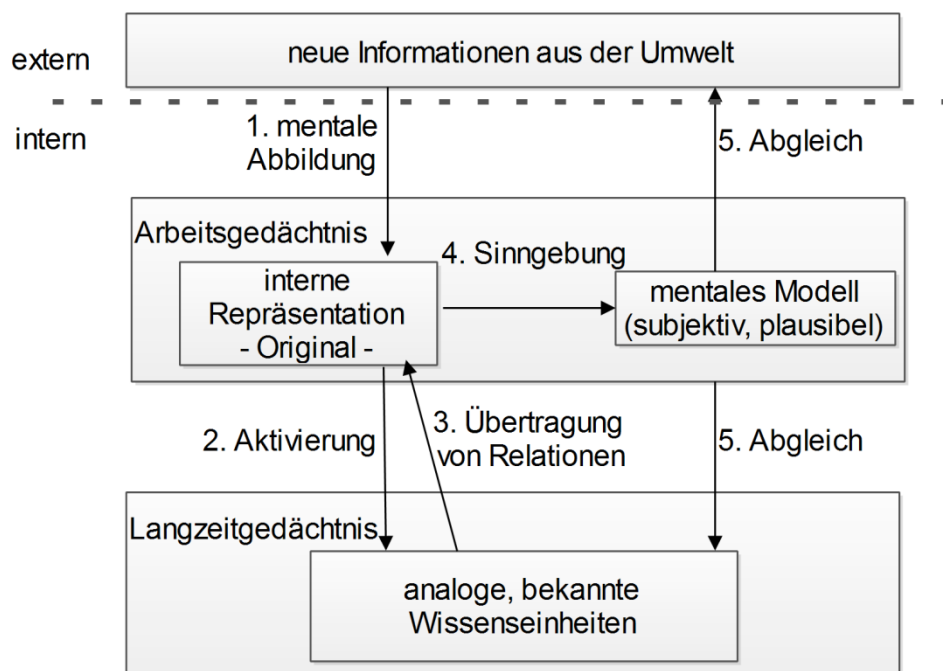 neue Informationen aus der Umwelt
extern
intern
1. mentale
Abbildung
5. Abgleich
Arbeitsgedächtnis
4. Sinngebung
interne
Repräsentation
- Original -
mentales Modell
(subjektiv, plausibel)
2. Aktivierung
3. Übertragung
von Relationen
5. Abgleich
Langzeitgedächtnis
analoge, bekannte
Wissenseinheiten